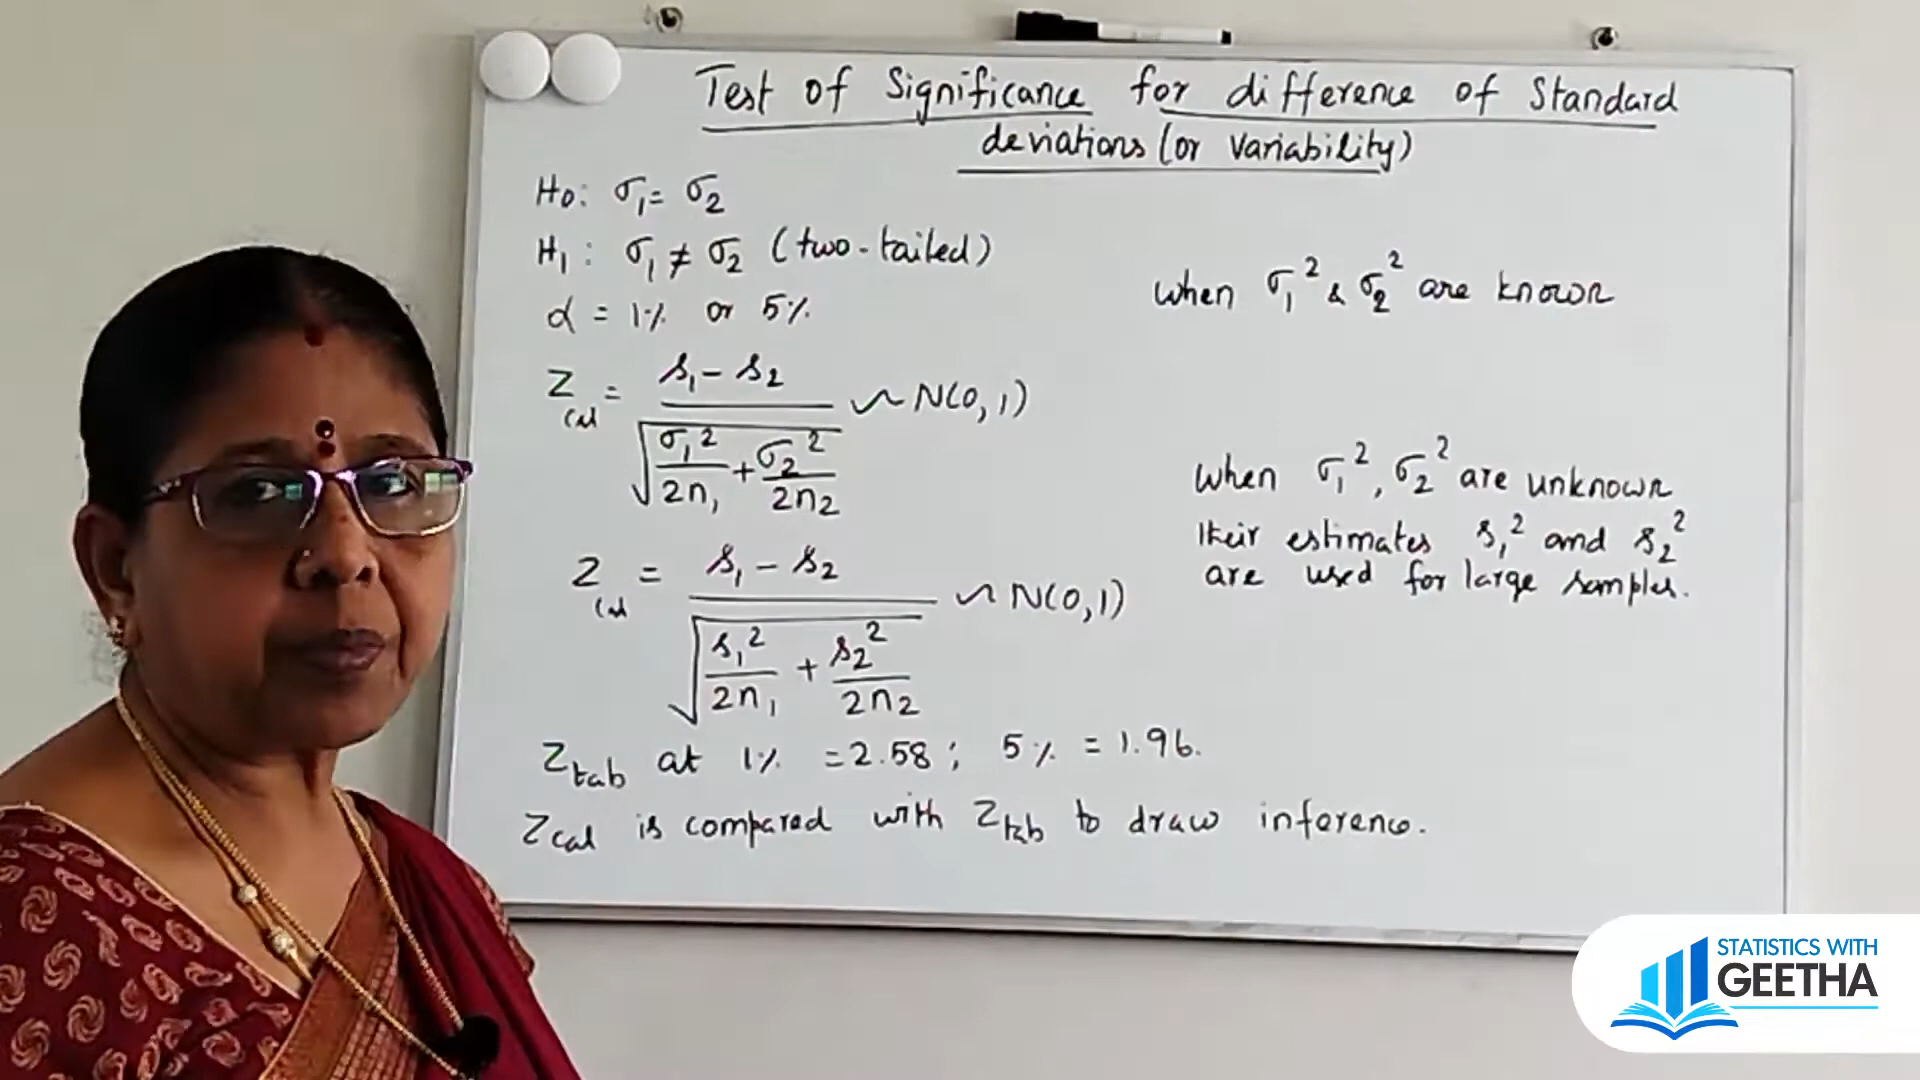 Test of Significance for difference of Standard
deviations (or variability)
H0: σ1 = σ2
H1: σ1 ≠ σ2 (two-tailed)
when σ1² & σ2² are known
α = 1% or 5%
Zcal = (s1 - s2) / √(σ1²/2n1 + σ2²/2n2) ~ N(0,1)
when σ1², σ2² are unknown
their estimates s1² and s2²
are used for large samples.
Zcal = (s1 - s2) / √(s1²/2n1 + s2²/2n2) ~ N(0,1)
Ztab at 1% = 2.58; 5% = 1.96.
Zcal is compared with Ztab to draw inference.
STATISTICS WITH
GEETHA